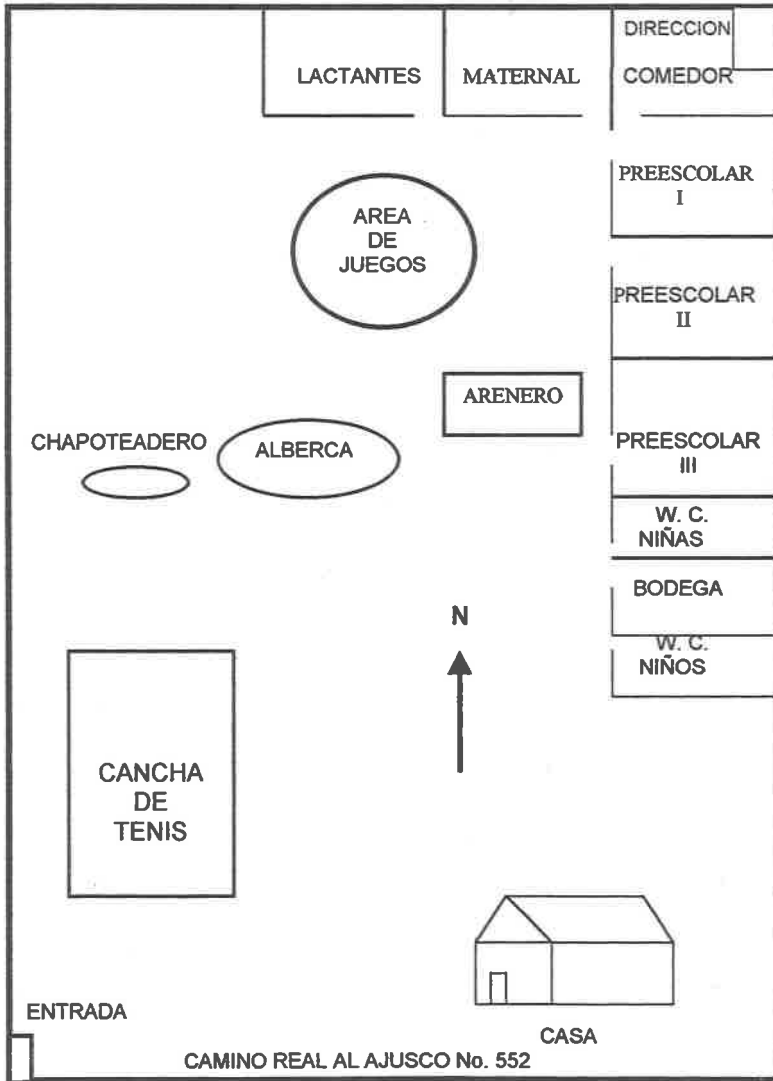 DIRECCION
LACTANTES
MATERNAL
COMEDOR
PREESCOLAR
I
AREA
DE
JUEGOS
PREESCOLAR
II
ARENERO
CHAPOTEADERO
ALBERCA
PREESCOLAR
III
W. C.
NIÑAS
BODEGA
N
W. C.
NIÑOS
CANCHA
DE
TENIS
ENTRADA
CASA
CAMINO REAL AL AJUSCO No. 552